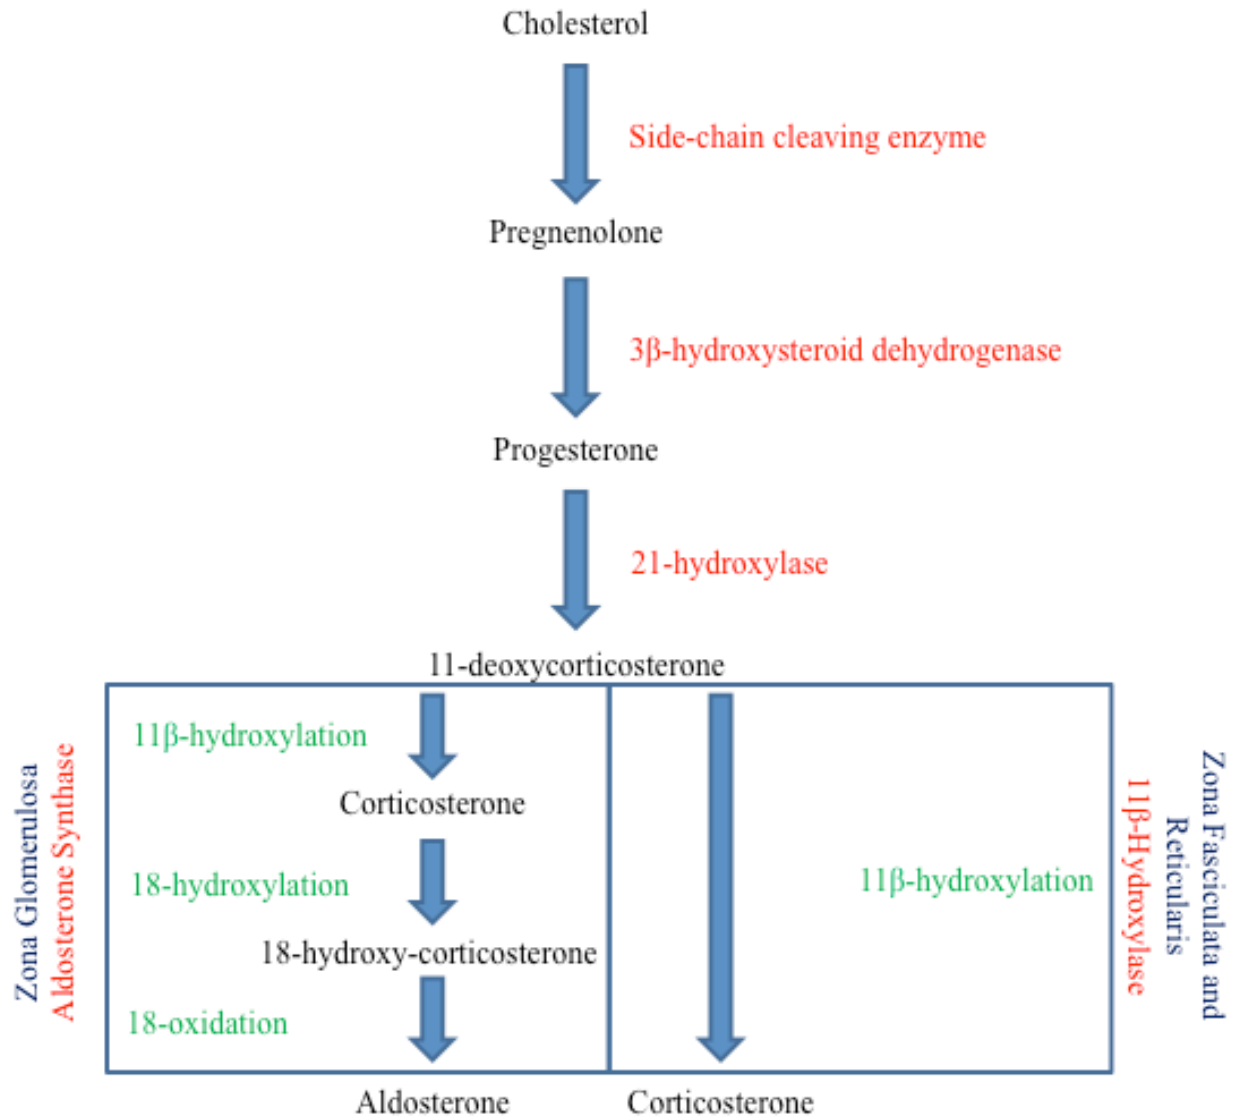 Cholesterol
Side-chain cleaving enzyme
Pregnenolone
3β-hydroxysteroid dehydrogenase
Progesterone
21-hydroxylase
11-deoxycorticosterone
Zona Glomerulosa
Aldosterone Synthase
11β-hydroxylation
Corticosterone
18-hydroxylation
18-hydroxy-corticosterone
18-oxidation
Aldosterone
11β-hydroxylation
Corticosterone
11β-Hydroxylase
Zona Fasciculata and
Reticularis